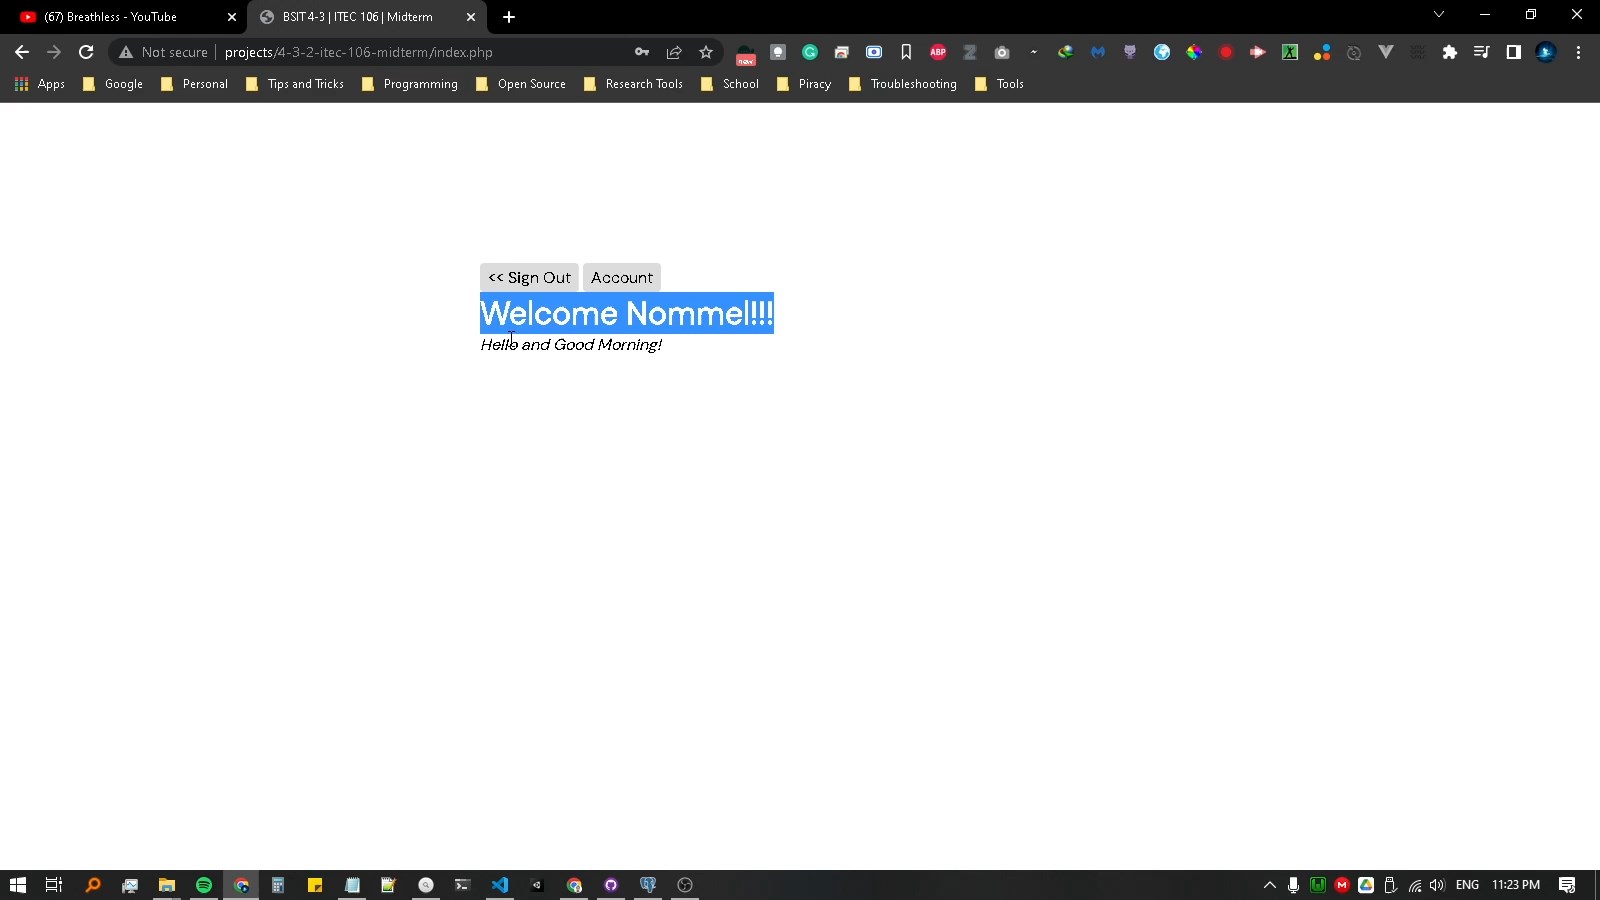 (67) Breathless - YouTube
BSIT 4-3 | ITEC 106 | Midterm
Not secure
projects/4-3-2-itec-106-midterm/index.php
new
ABP
Apps
Google
Personal
Tips and Tricks
Programming
Open Source
Research Tools
School
Piracy
Troubleshooting
Tools
<< Sign Out
Account
Welcome Nommel!!!
Hello and Good Morning!
ENG
11:23 PM